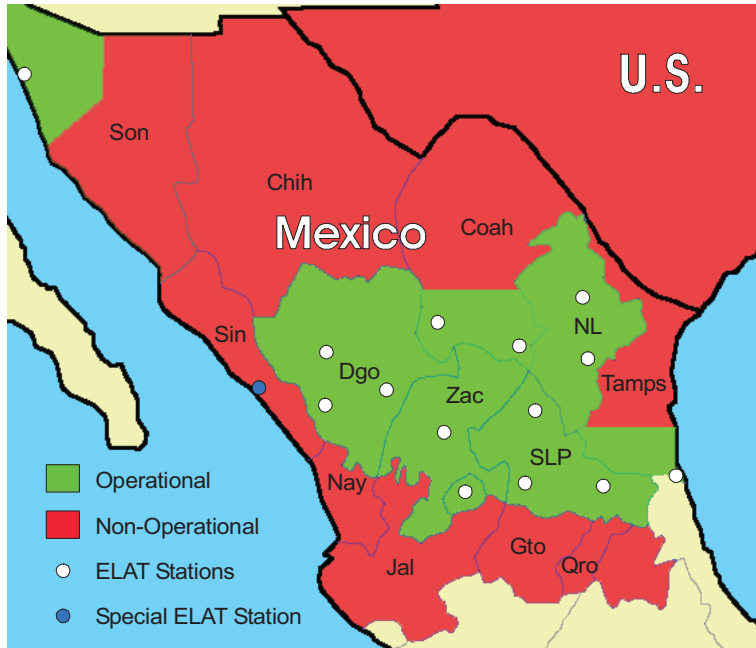 U.S.
Son
Chih
Mexico
Coah
Sin
NL
Dgo
Tamps
Zac
SLP
Nay
Jal
Gto
Qro
Operational
Non-Operational
ELAT Stations
Special ELAT Station